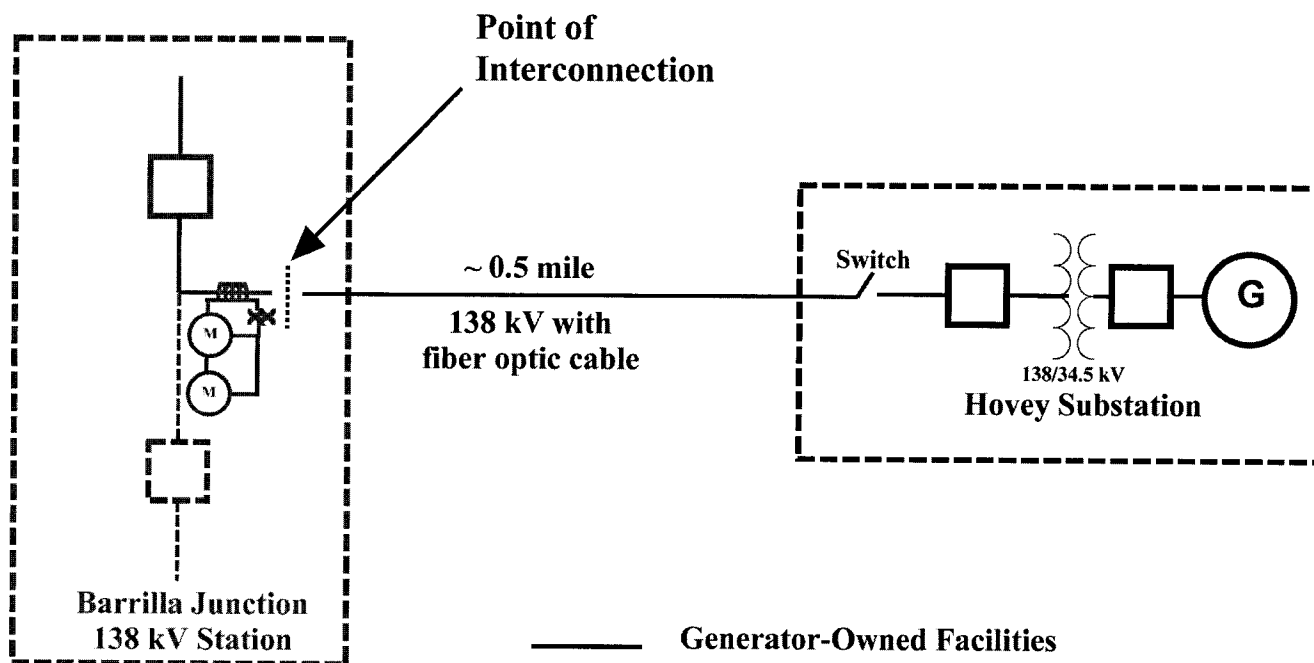 Point of
Interconnection
~ 0.5 mile
138 kV with
fiber optic cable
Switch
G
M
M
138/34.5 kV
Hovey Substation
Barrilla Junction
138 kV Station
Generator-Owned Facilities